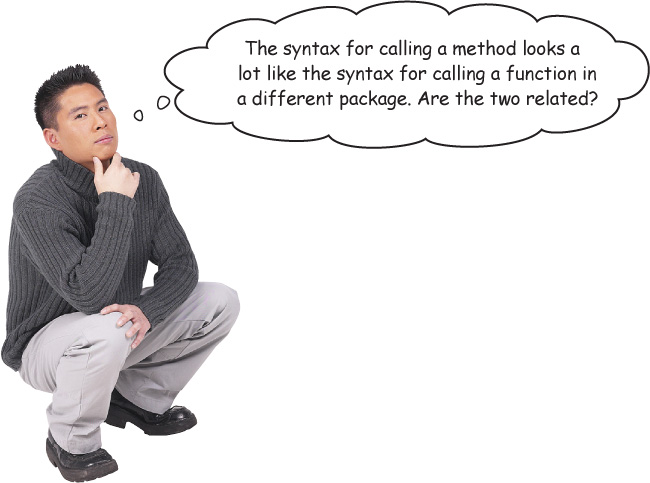 The syntax for calling a method looks a
lot like the syntax for calling a function in
a different package. Are the two related?